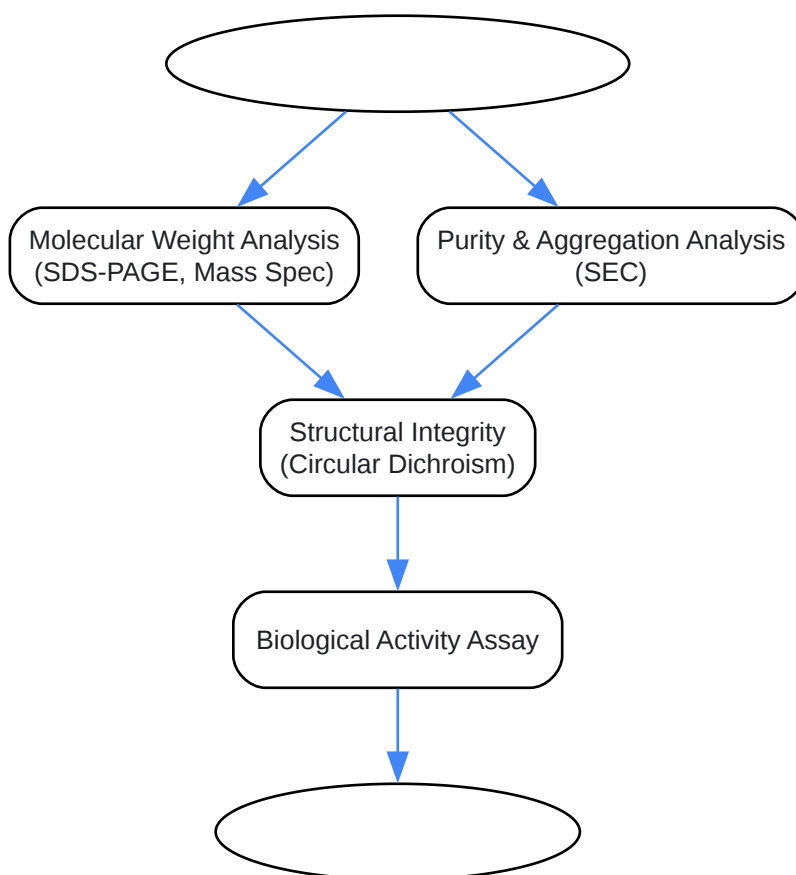 Molecular Weight Analysis
(SDS-PAGE, Mass Spec)
Purity & Aggregation Analysis
(SEC)
Structural Integrity
(Circular Dichroism)
Biological Activity Assay